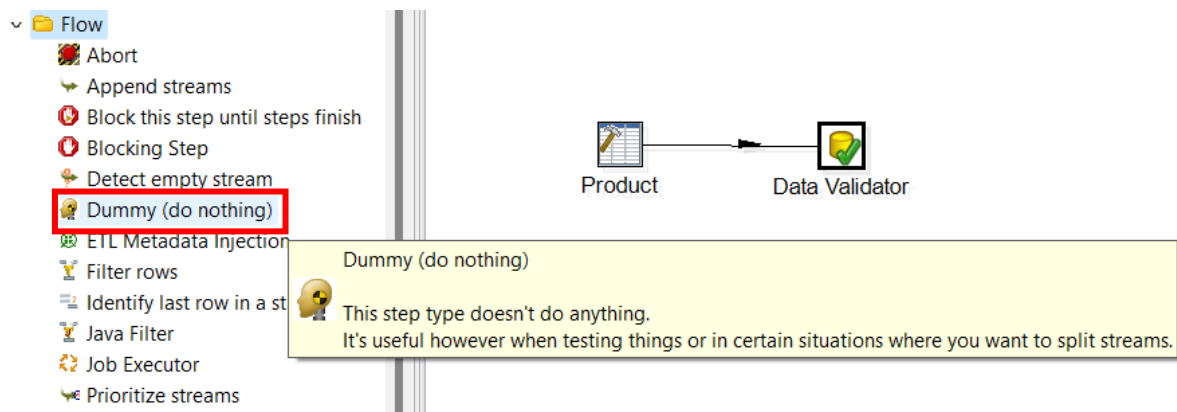 Flow
Abort
Append streams
Block this step until steps finish
Blocking Step
Detect empty stream
Dummy (do nothing)
ETL Metadata Injection
Filter rows
Identify last row in a st
Java Filter
Job Executor
Prioritize streams
Product
Data Validator
Dummy (do nothing)
This step type doesn't do anything.
It's useful however when testing things or in certain situations where you want to split streams.